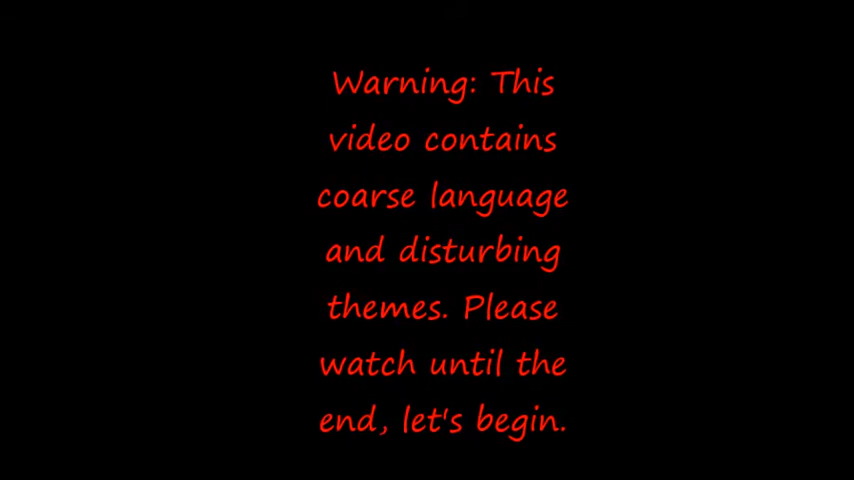 Warning: This
video contains
coarse language
and disturbing
themes. Please
watch until the
end, let's begin.